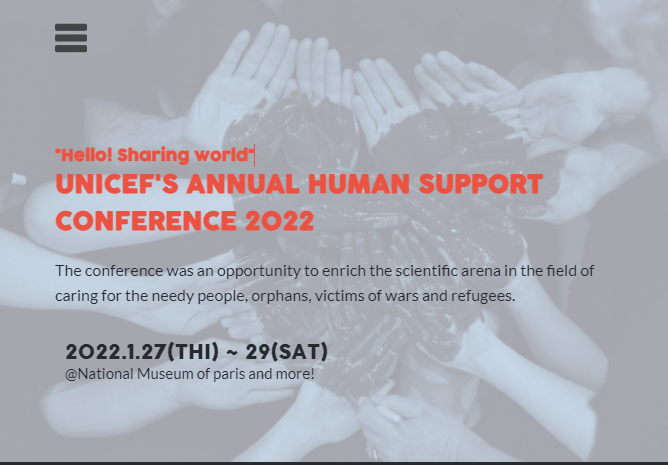 "Hello! Sharing world"
UNICEF'S ANNUAL HUMAN SUPPORT
CONFERENCE 2022
The conference was an opportunity to enrich the scientific arena in the field of
caring for the needy people, orphans, victims of wars and refugees.
2022.1.27(THI) ~ 29(SAT)
@National Museum of paris and more!